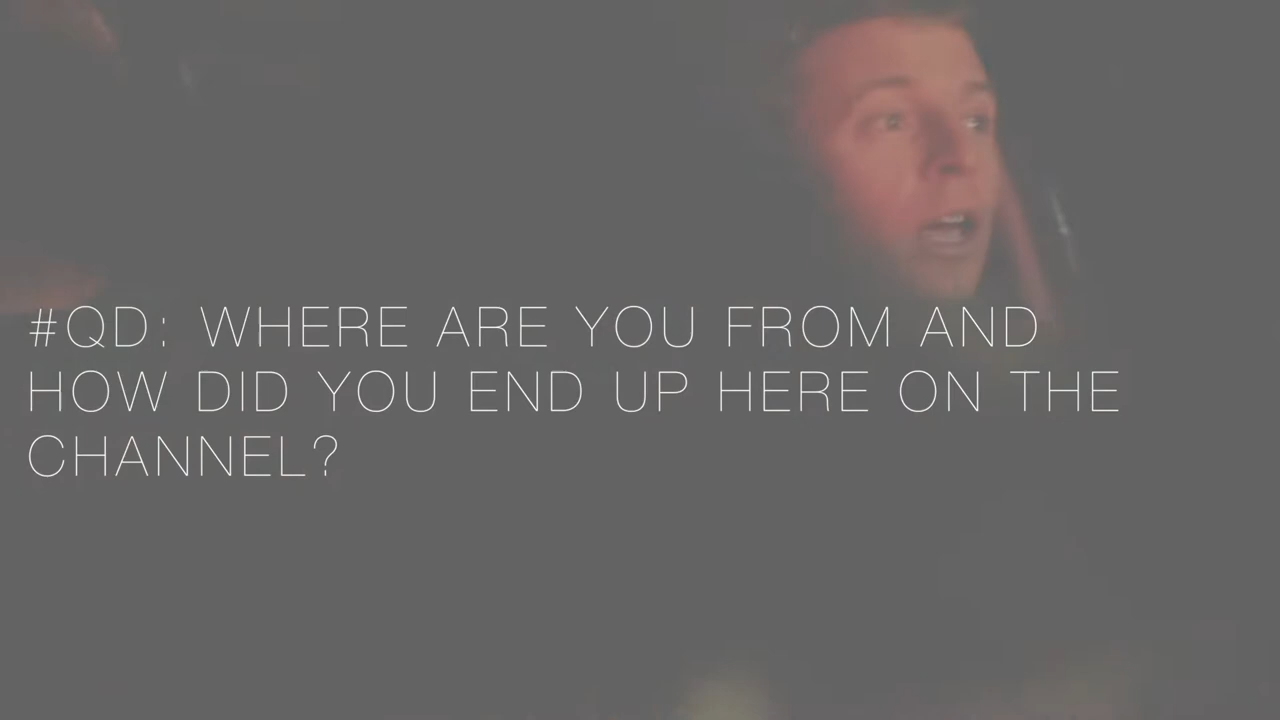 #QD: WHERE ARE YOU FROM AND
HOW DID YOU END UP HERE ON THE
CHANNEL?